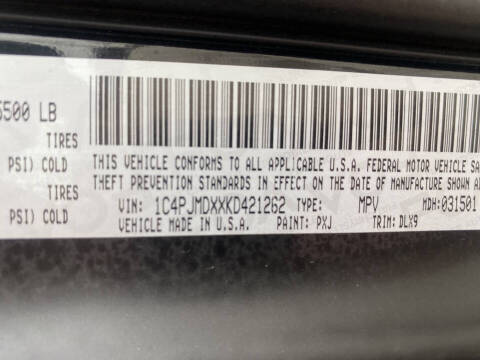 5500 LB
TIRES
PSI) COLD
TIRES
PSI) COLD
THIS VEHICLE CONFORMS TO ALL APPLICABLE U.S.A. FEDERAL MOTOR VEHICLE SA
THEFT PREVENTION STANDARDS IN EFFECT ON THE DATE OF MANUFACTURE SHOWN A
VIN: 1C4PJMDXXKD421262 TYPE: MPV MDH:031501
VEHICLE MADE IN U.S.A. PAINT: PXJ TRIM: DLX9